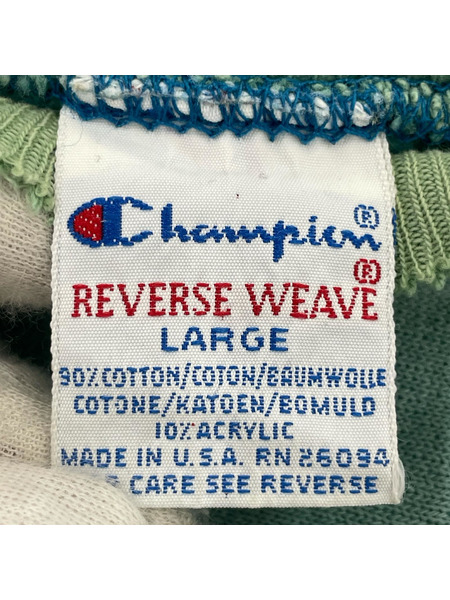 Champion®
REVERSE WEAVE®
LARGE
90% COTTON/COTON/BAUMWOLLE
COTONE/KATOEN/BOMULD
10% ACRYLIC
MADE IN U.S.A. RN 26094
CARE SEE REVERSE